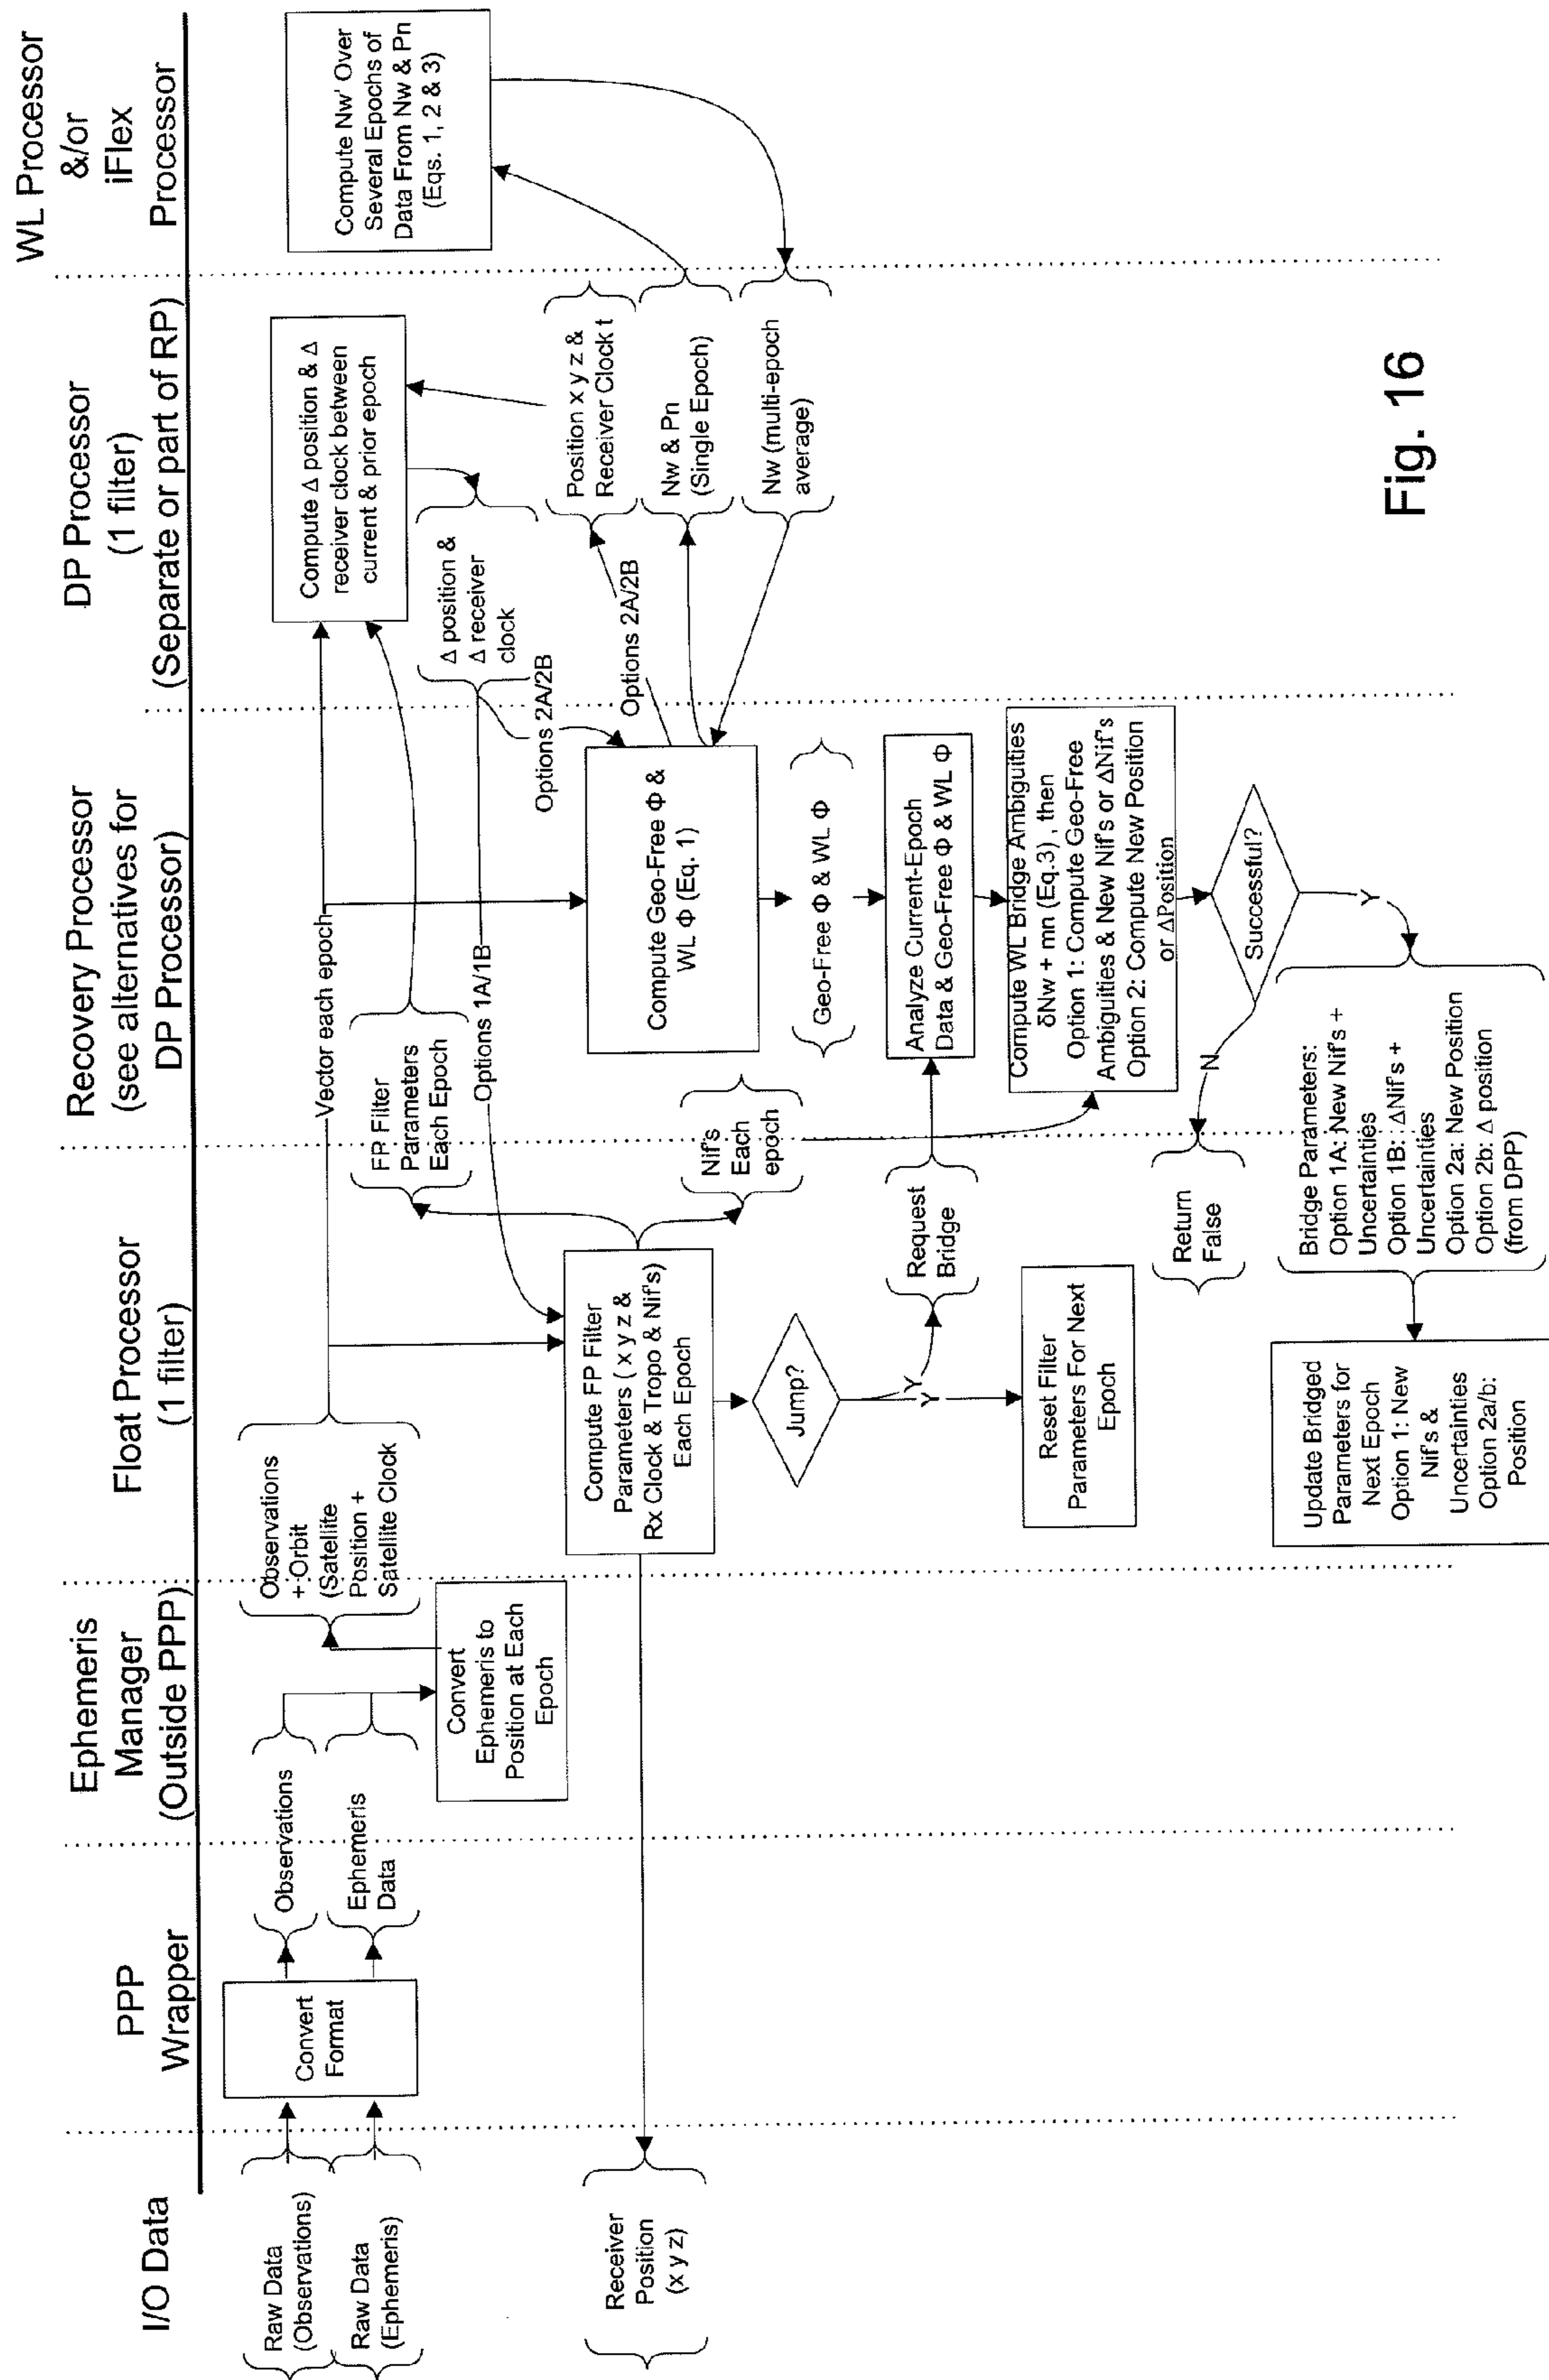 I/O Data
PPP
Wrapper
Ephemeris
Manager
(Outside PPP)
Float Processor
(1 filter)
Recovery Processor
(see alternatives for
DP Processor)
DP Processor
(1 filter)
(Separate or part of RP)
WL Processor
&/or
iFlex
Processor
Raw Data
(Observations)
Raw Data
(Ephemeris)
Convert
Format
Observations
Ephemeris
Data
Convert
Ephemeris to
Position at Each
Epoch
Observations
+ Orbit
(Satellite
Position +
Satellite Clock
Vector each epoch
FP Filter
Parameters
Each Epoch
Options 1A/1B
Compute Δ position & Δ
receiver clock between
current & prior epoch
Δ position &
Δ receiver
clock
Options 2A/2B
Options 2A/2B
Position x y z &
Receiver Clock t
Nw & Pn
(Single Epoch)
Nw (multi-epoch
average)
Compute Nw' Over
Several Epochs of
Data From Nw & Pn
(Eqs. 1, 2 & 3)
Receiver
Position
(x y z)
Compute FP Filter
Parameters ( x y z &
Rx Clock & Tropo & Nif's)
Each Epoch
Nif's
Each
epoch
Compute Geo-Free Φ &
WL Φ (Eq. 1)
Geo-Free Φ & WL Φ
Jump?
Y
Y
Request
Bridge
Analyze Current-Epoch
Data & Geo-Free Φ & WL Φ
Reset Filter
Parameters For Next
Epoch
Compute WL Bridge Ambiguities
δNw + mn (Eq.3) , then
Option 1: Compute Geo-Free
Ambiguities & New Nif's or ΔNif's
Option 2: Compute New Position
or ΔPosition
Successful?
N
Y
Return
False
Bridge Parameters:
Option 1A: New Nif's +
Uncertainties
Option 1B: ΔNif's +
Uncertainties
Option 2a: New Position
Option 2b: Δ position
(from DPP)
Update Bridged
Parameters for
Next Epoch
Option 1: New
Nif's &
Uncertainties
Option 2a/b:
Position
Fig. 16